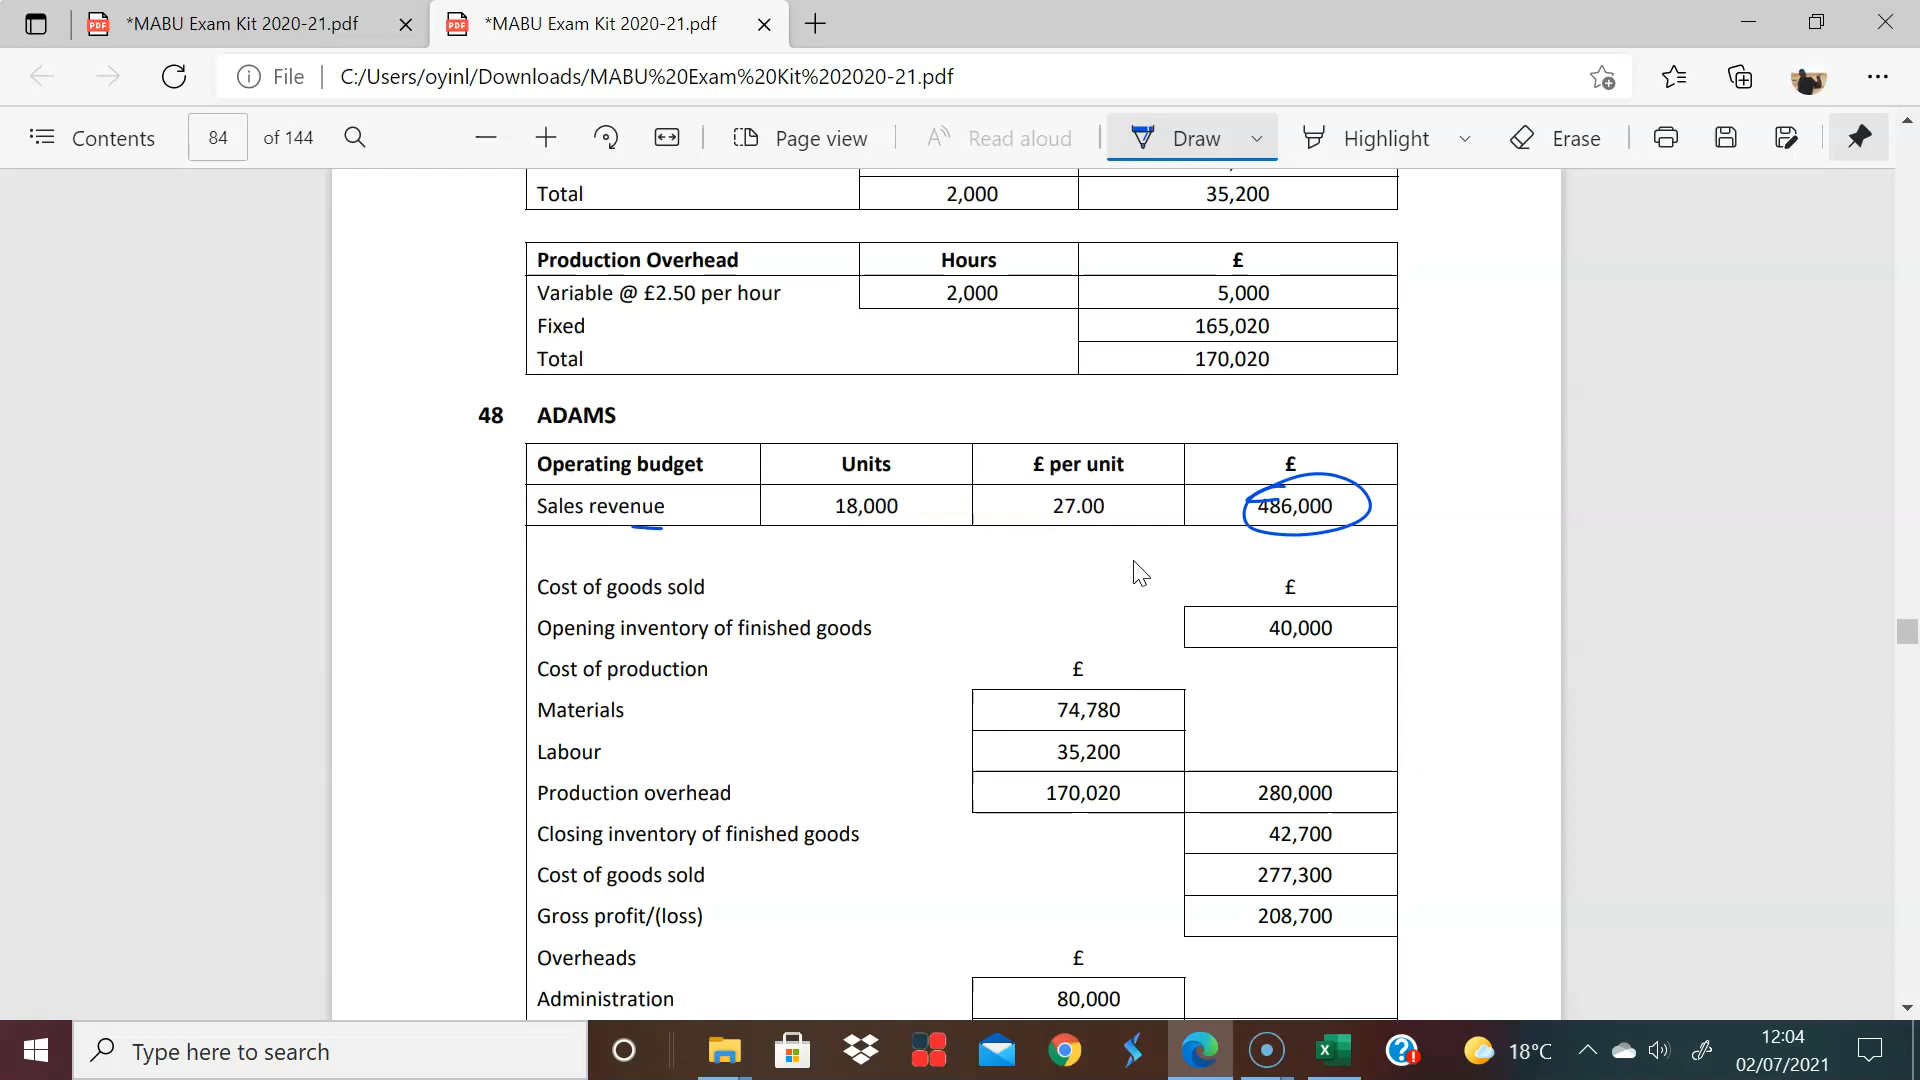 *MABU Exam Kit 2020-21.pdf
*MABU Exam Kit 2020-21.pdf
File C:/Users/oyinl/Downloads/MABU%20Exam%20Kit%202020-21.pdf
Contents 84 of 144 Page view Read aloud Draw Highlight Erase
Total 2,000 35,200
Production Overhead Hours £
Variable @ £2.50 per hour 2,000 5,000
Fixed 165,020
Total 170,020
48 ADAMS
Operating budget Units £ per unit £
Sales revenue 18,000 27.00 486,000
Cost of goods sold £
Opening inventory of finished goods 40,000
Cost of production £
Materials 74,780
Labour 35,200
Production overhead 170,020 280,000
Closing inventory of finished goods 42,700
Cost of goods sold 277,300
Gross profit/(loss) 208,700
Overheads £
Administration 80,000
Type here to search
18°C
12:04
02/07/2021